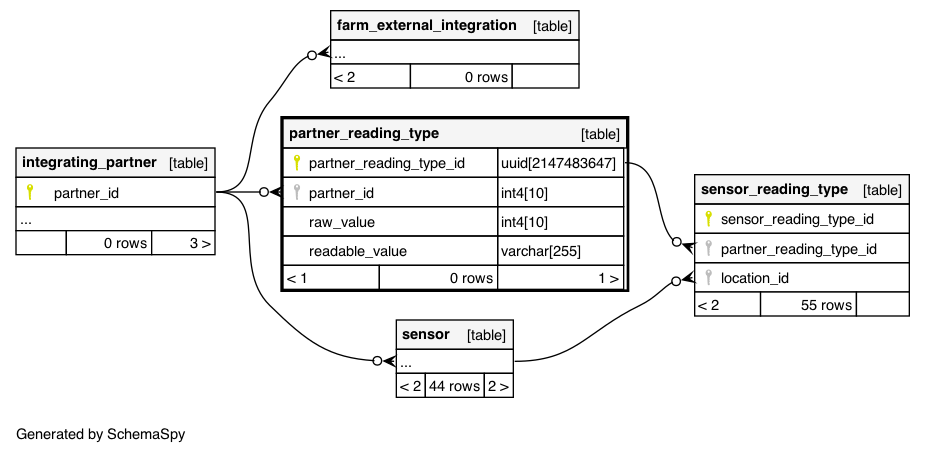 farm_external_integration [table]
...
< 2 0 rows
partner_reading_type [table]
partner_reading_type_id uuid[2147483647]
partner_id int4[10]
raw_value int4[10]
readable_value varchar[255]
< 1 0 rows 1 >
integrating_partner [table]
partner_id
...
0 rows 3 >
sensor_reading_type [table]
sensor_reading_type_id
partner_reading_type_id
location_id
< 2 55 rows
sensor [table]
...
< 2 44 rows 2 >
Generated by SchemaSpy